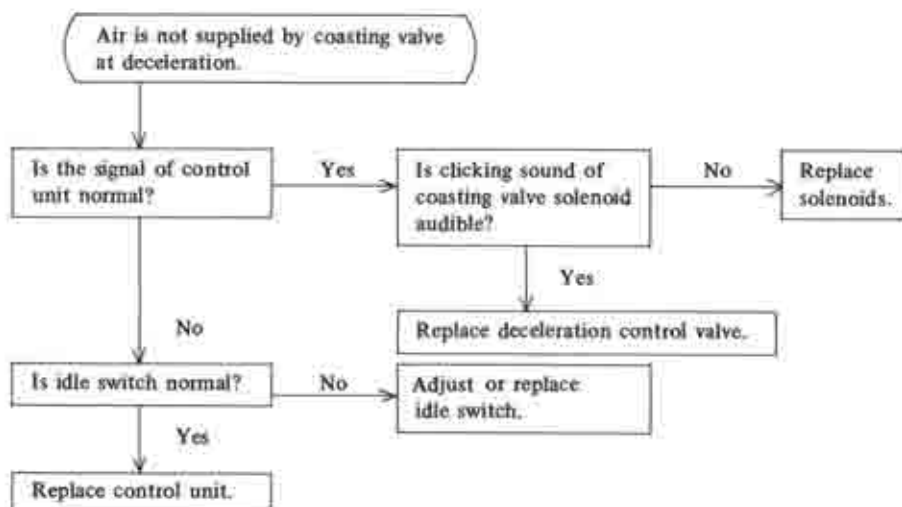 Air is not supplied by coasting valve
at deceleration.
Is the signal of control
unit normal?
Yes
Is clicking sound of
coasting valve solenoid
audible?
No
Replace
solenoids.
Yes
Replace deceleration control valve.
No
Is idle switch normal?
No
Adjust or replace
idle switch.
Yes
Replace control unit.